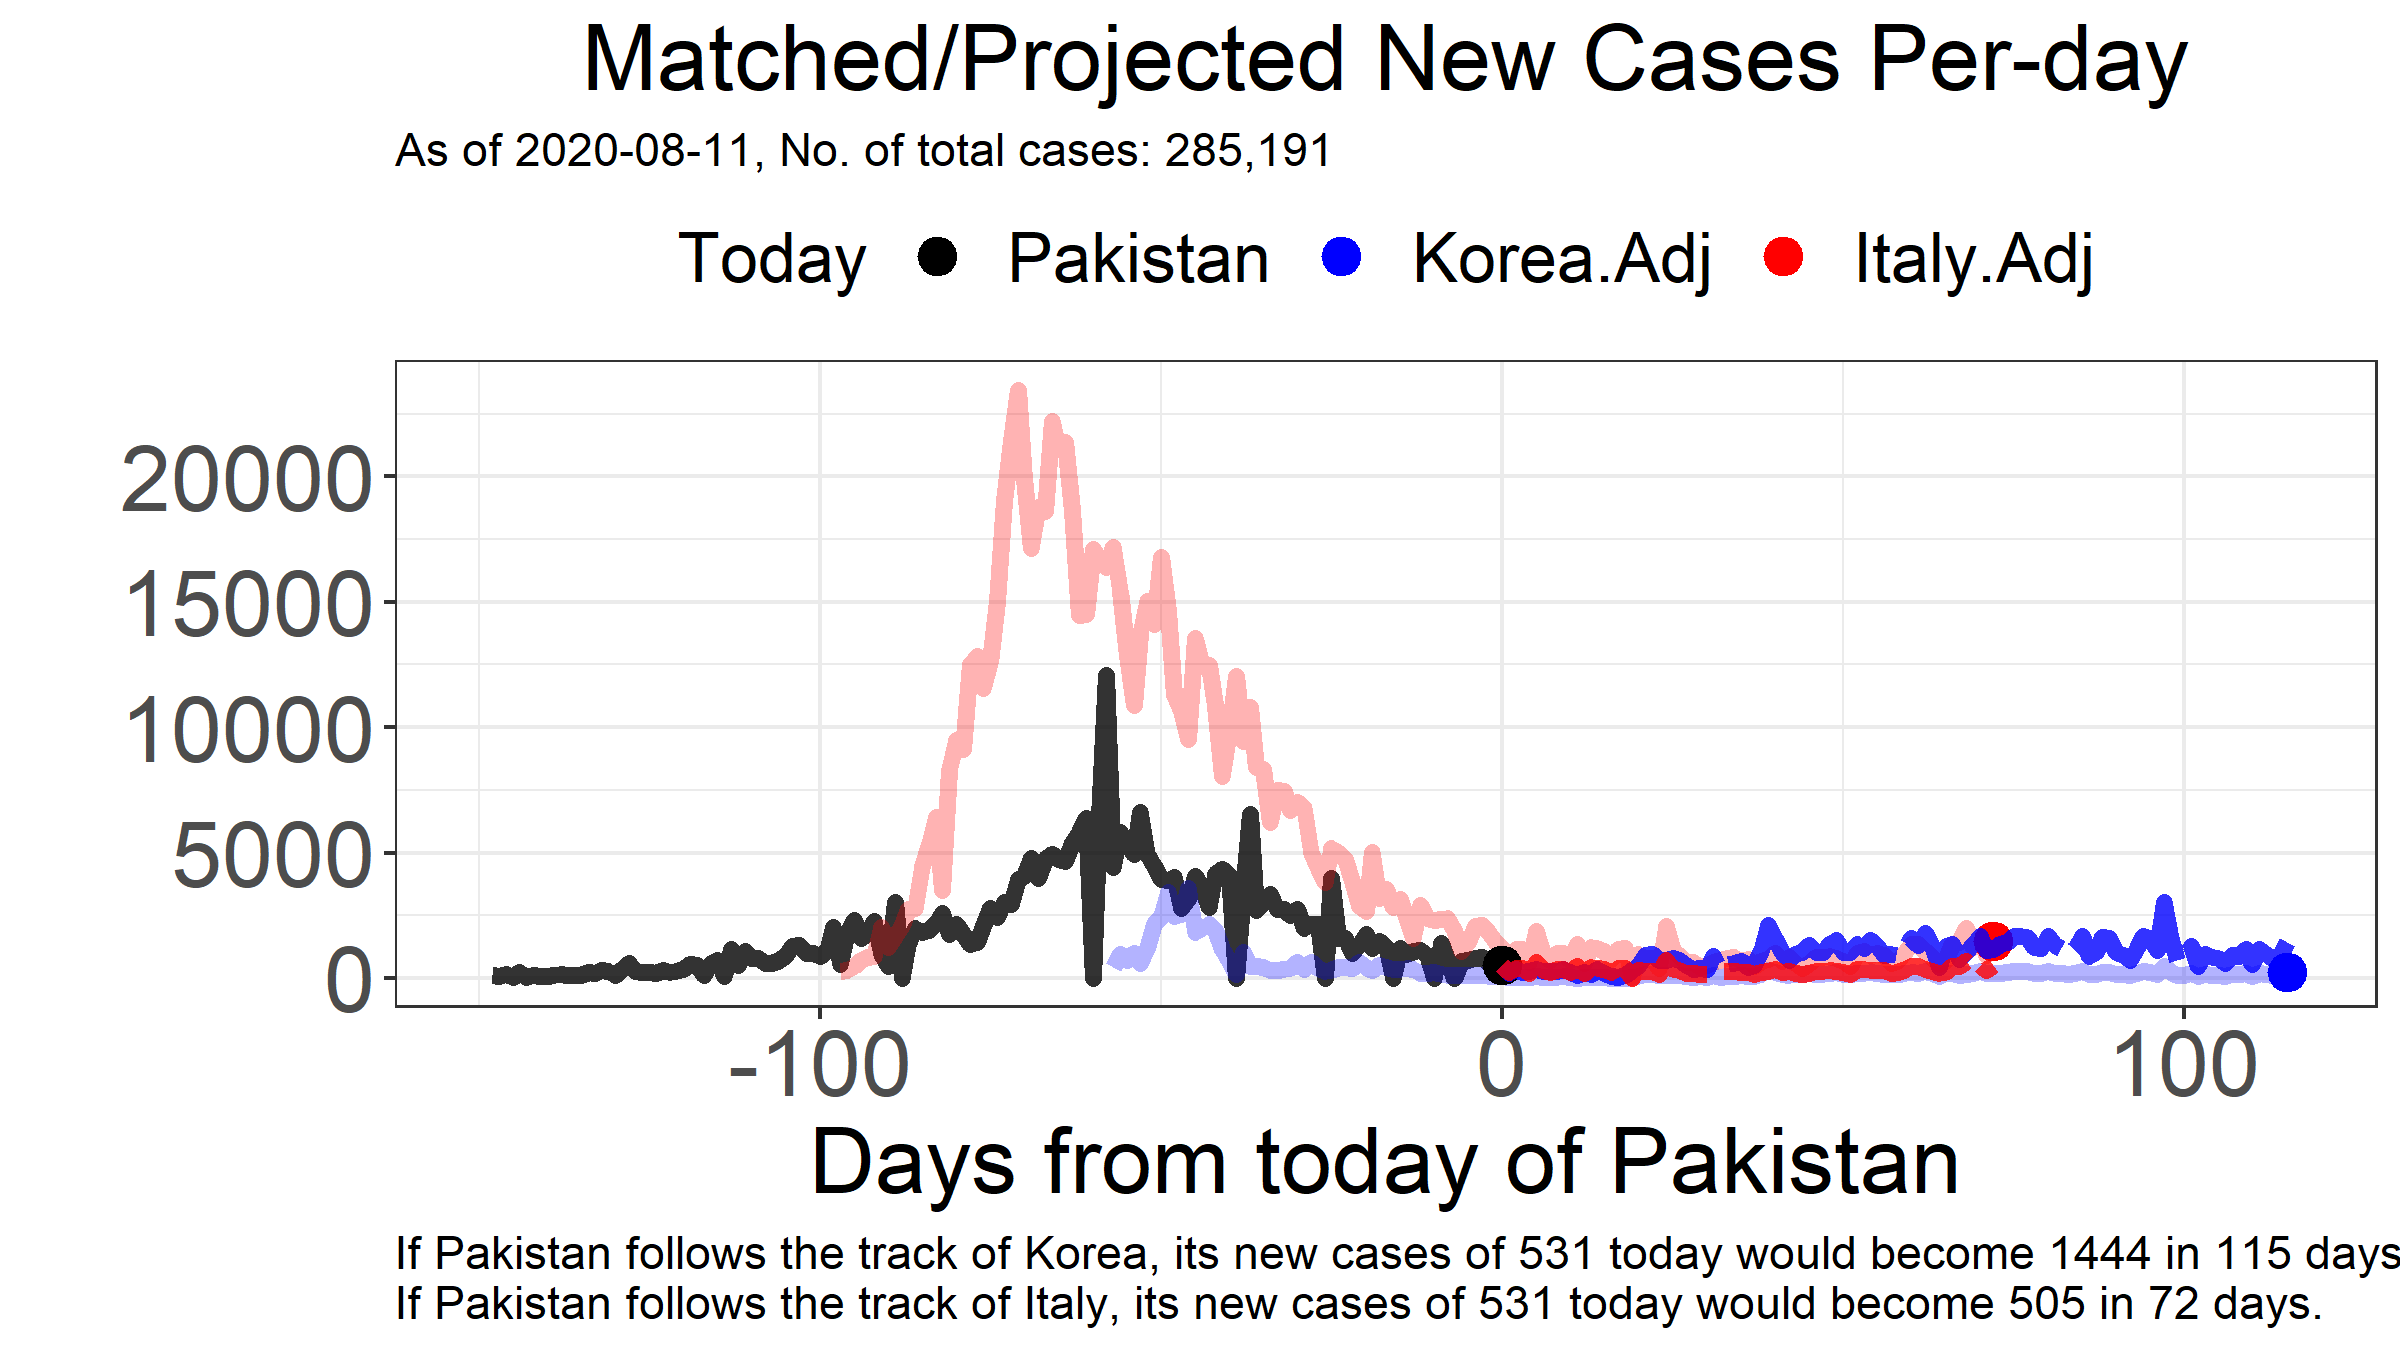 Matched/Projected New Cases Per-day
As of 2020-08-11, No. of total cases: 285,191
Today Pakistan Korea.Adj Italy.Adj
20000
15000
10000
5000
0
-100 0 100
Days from today of Pakistan
If Pakistan follows the track of Korea, its new cases of 531 today would become 1444 in 115 days
If Pakistan follows the track of Italy, its new cases of 531 today would become 505 in 72 days.